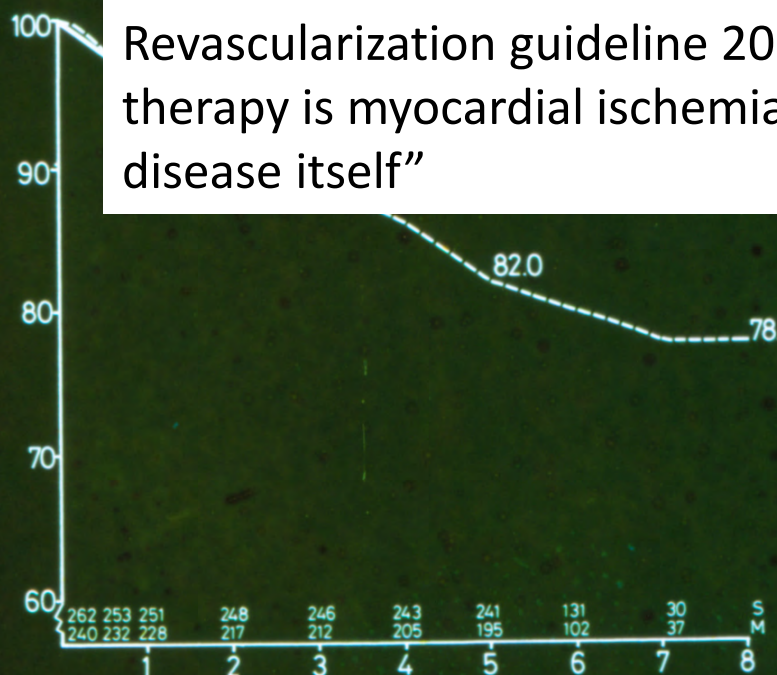 Revascularization guideline 20
therapy is myocardial ischemia
disease itself”
100
90
82.0
80
78
70
60
262 253 251 248 246 243 241 131 30 S
240 232 228 217 212 205 195 102 37 M
1 2 3 4 5 6 7 8